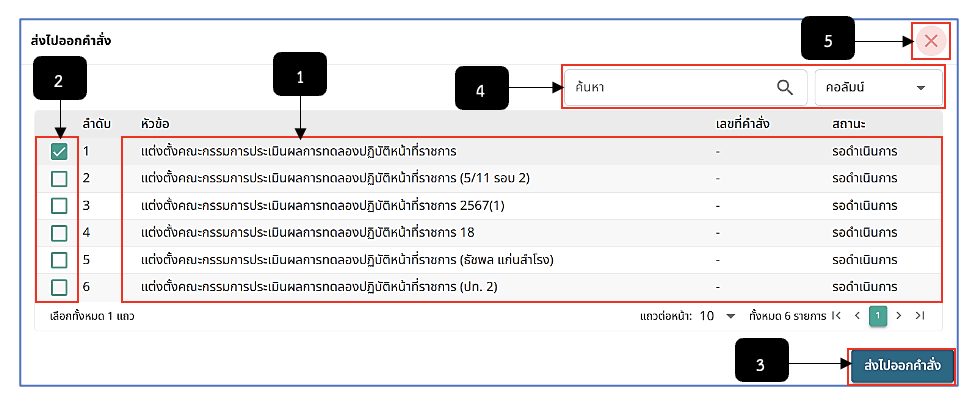 ส่งไปออกคำสั่ง
5
2
1
4
ค้นหา
คอลัมน์
ลำดับ หัวข้อ เลขที่คำสั่ง สถานะ
1 แต่งตั้งคณะกรรมการประเมินผลการทดลองปฏิบัติหน้าที่ราชการ - รอดำเนินการ
2 แต่งตั้งคณะกรรมการประเมินผลการทดลองปฏิบัติหน้าที่ราชการ (5/11 รอบ 2) - รอดำเนินการ
3 แต่งตั้งคณะกรรมการประเมินผลการทดลองปฏิบัติหน้าที่ราชการ 2567(1) - รอดำเนินการ
4 แต่งตั้งคณะกรรมการประเมินผลการทดลองปฏิบัติหน้าที่ราชการ 18 - รอดำเนินการ
5 แต่งตั้งคณะกรรมการประเมินผลการทดลองปฏิบัติหน้าที่ราชการ (ธัชพล แก่นสำโรง) - รอดำเนินการ
6 แต่งตั้งคณะกรรมการประเมินผลการทดลองปฏิบัติหน้าที่ราชการ (ปท. 2) - รอดำเนินการ
เลือกทั้งหมด 1 แถว แถวต่อหน้า: 10 ทั้งหมด 6 รายการ 1
3
ส่งไปออกคำสั่ง